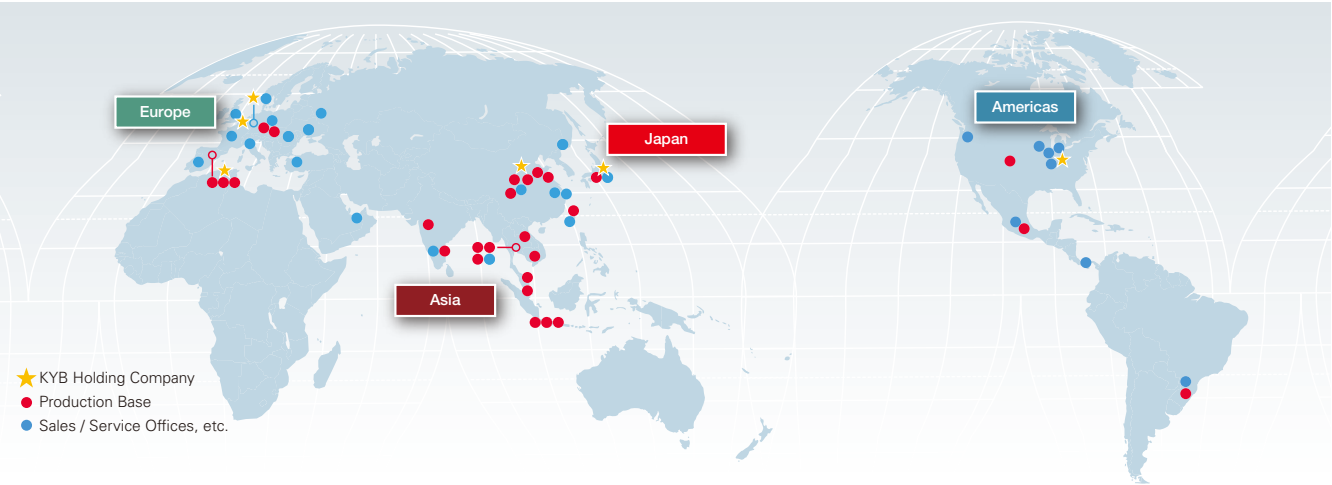 Europe
Japan
Americas
Asia
KYB Holding Company
Production Base
Sales / Service Offices, etc.